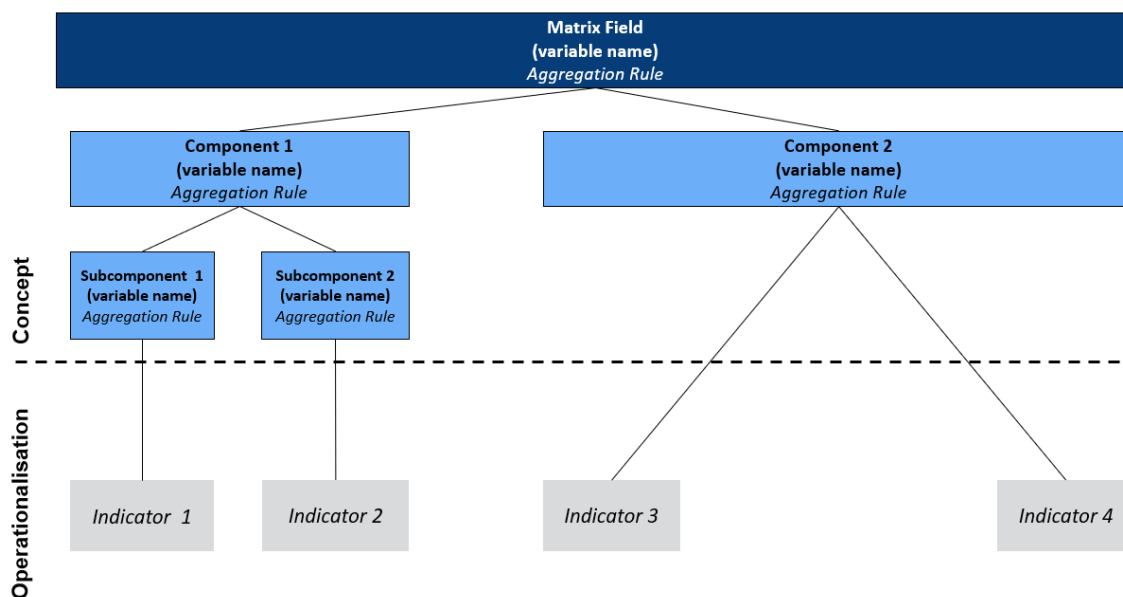 Matrix Field
(variable name)
Aggregation Rule
Component 1
(variable name)
Aggregation Rule
Component 2
(variable name)
Aggregation Rule
Concept
Subcomponent 1
(variable name)
Aggregation Rule
Subcomponent 2
(variable name)
Aggregation Rule
Operationalisation
Indicator 1
Indicator 2
Indicator 3
Indicator 4